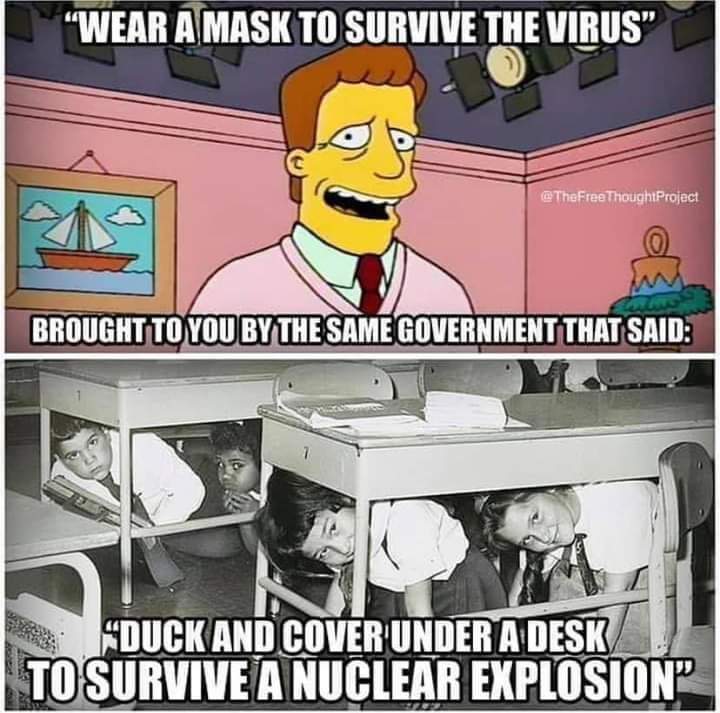 “WEAR A MASK TO SURVIVE THE VIRUS”
@TheFreeThoughtProject
BROUGHT TO YOU BY THE SAME GOVERNMENT THAT SAID:
“DUCK AND COVER UNDER A DESK
TO SURVIVE A NUCLEAR EXPLOSION”